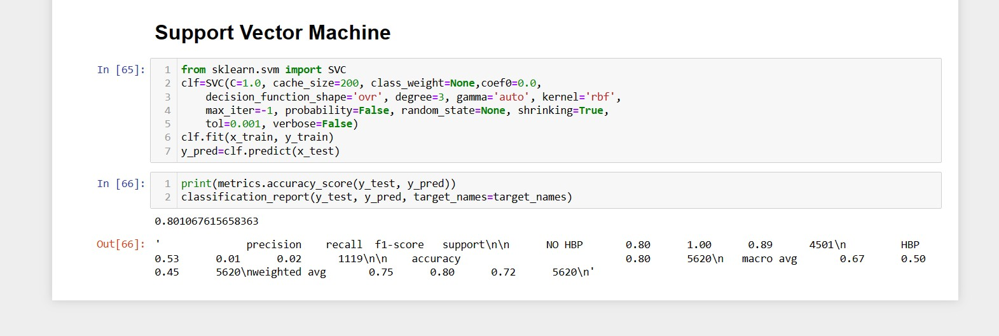 Support Vector Machine
In [65]:
1 from sklearn.svm import SVC
2 clf=SVC(C=1.0, cache_size=200, class_weight=None,coef0=0.0,
3     decision_function_shape='ovr', degree=3, gamma='auto', kernel='rbf',
4     max_iter=-1, probability=False, random_state=None, shrinking=True,
5     tol=0.001, verbose=False)
6 clf.fit(x_train, y_train)
7 y_pred=clf.predict(x_test)
In [66]:
1 print(metrics.accuracy_score(y_test, y_pred))
2 classification_report(y_test, y_pred, target_names=target_names)
0.801067615658363
Out[66]: '              precision    recall  f1-score   support\n\n      NO HBP       0.80      1.00      0.89      4501\n         HBP
0.53      0.01      0.02      1119\n\n    accuracy                           0.80      5620\n   macro avg       0.67      0.50
0.45      5620\nweighted avg       0.75      0.80      0.72      5620\n'